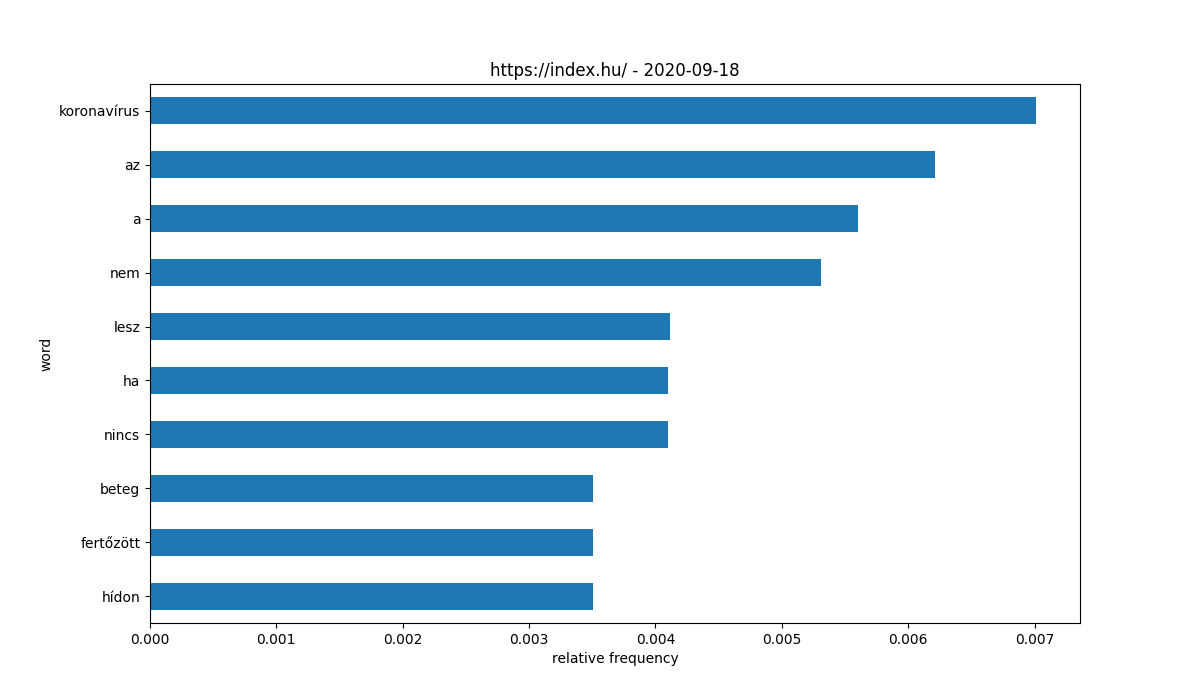 https://index.hu/ - 2020-09-18
koronavírus
az
a
nem
lesz
ha
nincs
beteg
fertőzött
hídon
word
0.000 0.001 0.002 0.003 0.004 0.005 0.006 0.007
relative frequency